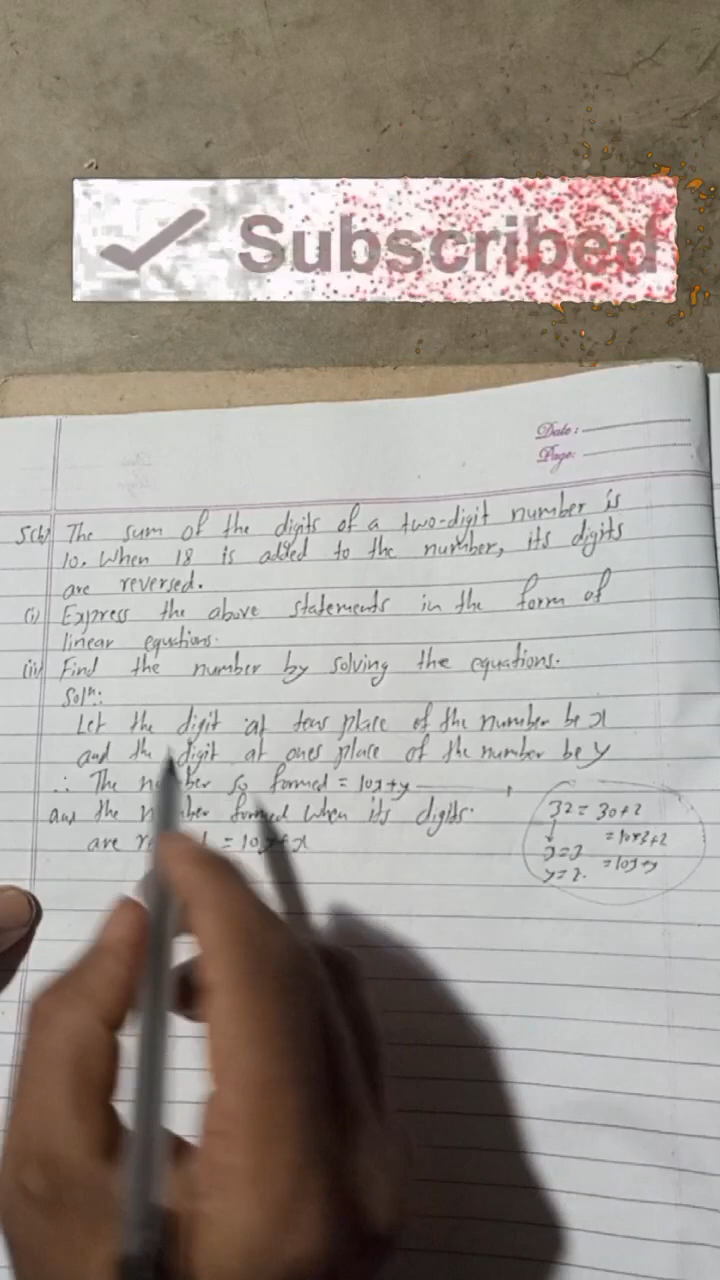 ✔ Subscribed
Date:
Page:
5(b) The sum of the digits of a two-digit number is
10. When 18 is added to the number, its digits
are reversed.
(i) Express the above statements in the form of
linear equations.
(ii) Find the number by solving the equations.
Solⁿ:
Let the digit at tens place of the number be x
and the digit at ones place of the number be y
∴ The number so formed = 10x+y
and the number formed when its digits
are = 10y+x
32 = 30+2
↓ = 10×3+2
x=3 = 10x+y
y=2.